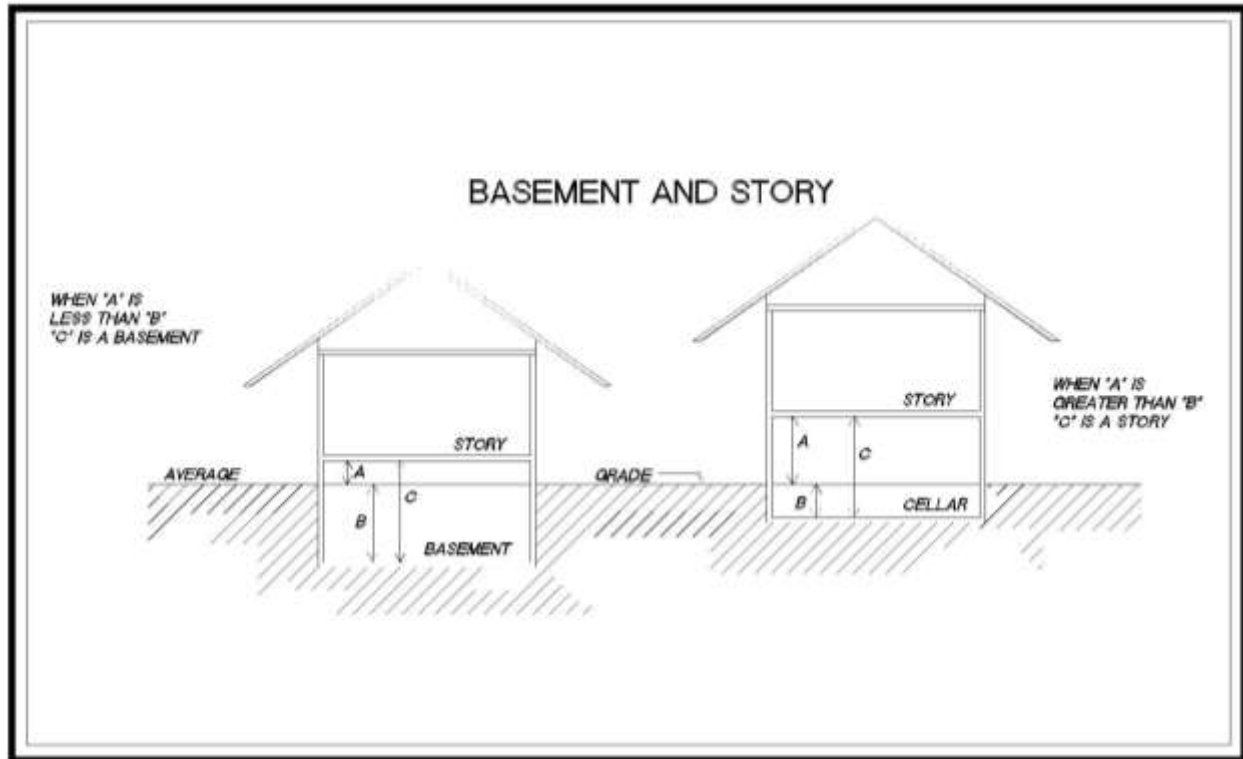 BASEMENT AND STORY
WHEN "A" IS
LESS THAN "B"
"C" IS A BASEMENT
STORY
A
AVERAGE
B
C
BASEMENT
GRADE
STORY
A
C
B
CELLAR
WHEN "A" IS
GREATER THAN "B"
"C" IS A STORY